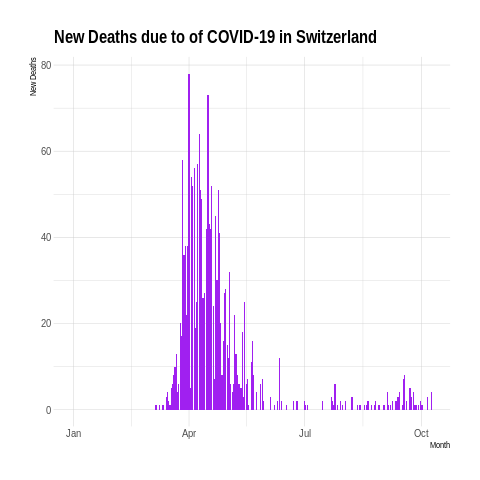 New Deaths due to of COVID-19 in Switzerland
New Deaths
80
60
40
20
0
Jan Apr Jul Oct
Month